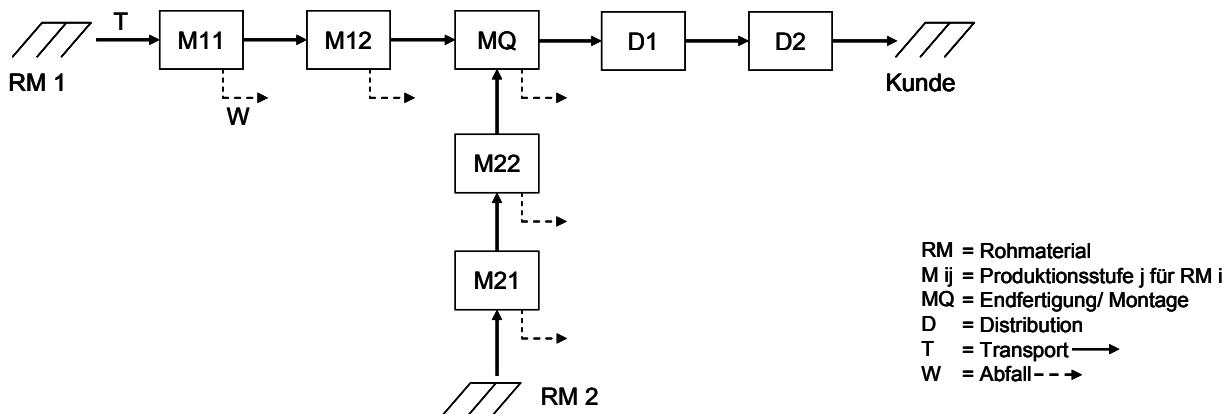 T
M11
M12
MQ
D1
D2
RM 1
Kunde
W
M22
M21
RM 2
RM = Rohmaterial
M ij = Produktionsstufe j für RM i
MQ = Endfertigung/ Montage
D = Distribution
T = Transport
W = Abfall